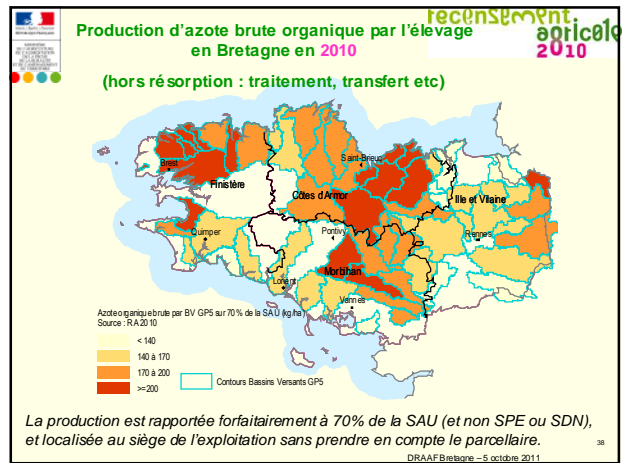 recensement
agricole
2010
Production d'azote brute organique par l'élevage
en Bretagne en 2010
(hors résorption : traitement, transfert etc)
Brest
Saint-Brieuc
Finistère
Côtes d'Armor
Ille et Vilaine
Quimper
Pontivy
Rennes
Morbihan
Lorient
Vannes
Azote organique brute par BV GP5 sur 70 % de la SAU (kg/ha)
Source : RA 2010
< 140
140 à 170
170 à 200
>=200
Contours Bassins Versants GP5
La production est rapportée forfaitairement à 70% de la SAU (et non SPE ou SDN),
et localisée au siège de l'exploitation sans prendre en compte le parcellaire.
38
DRAAF Bretagne – 5 octobre 2011